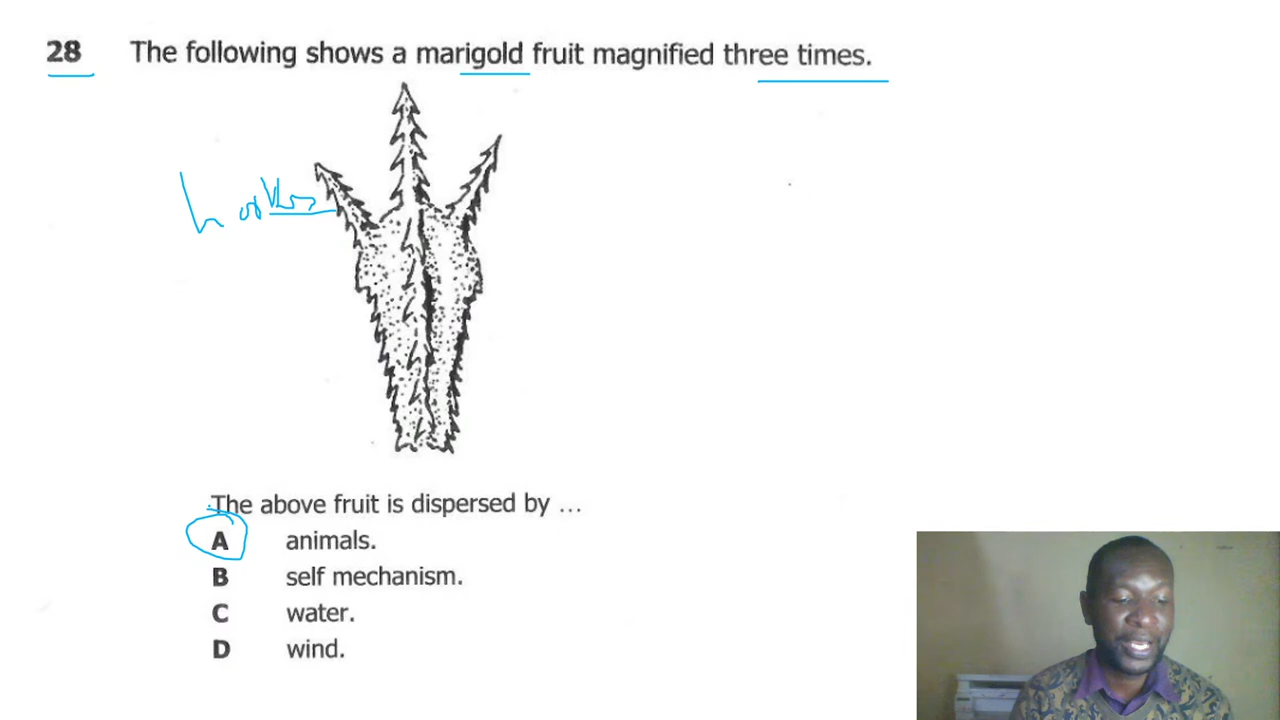 28 The following shows a marigold fruit magnified three times.
hooks
The above fruit is dispersed by ...
A animals.
B self mechanism.
C water.
D wind.